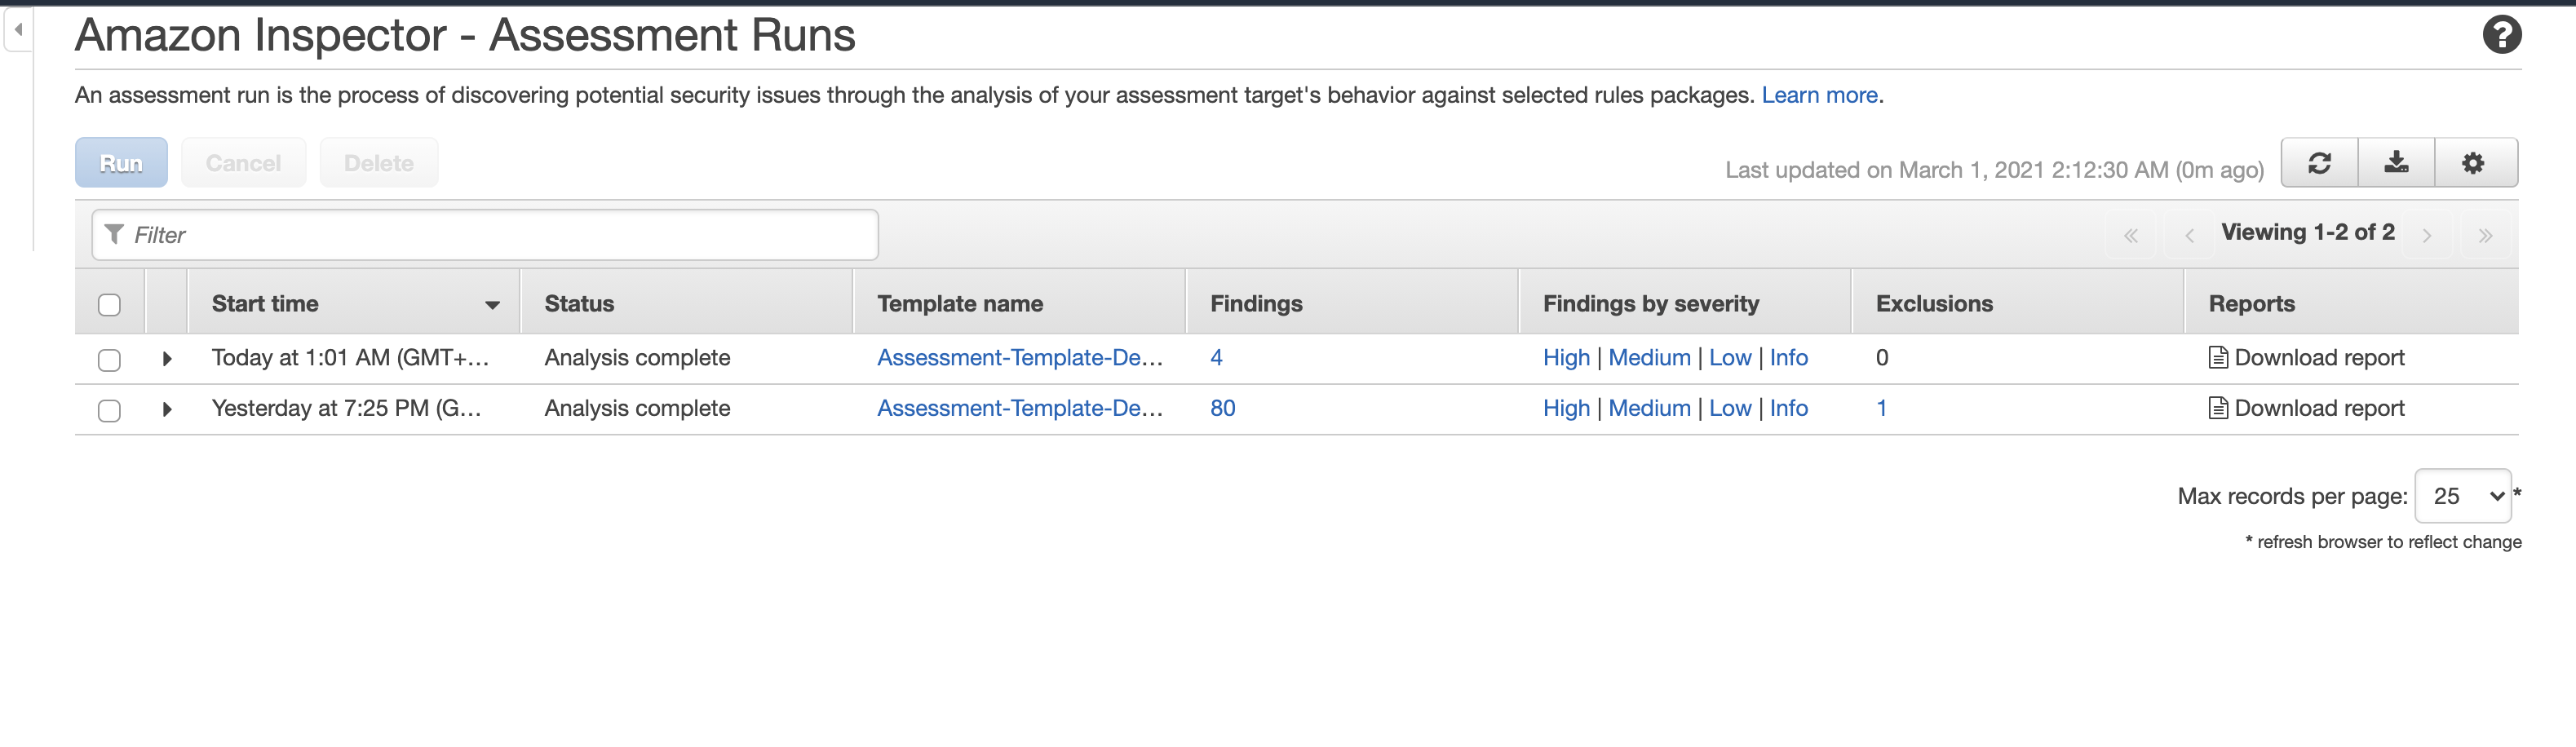 Amazon Inspector - Assessment Runs
An assessment run is the process of discovering potential security issues through the analysis of your assessment target's behavior against selected rules packages. Learn more.
Run Cancel Delete Last updated on March 1, 2021 2:12:30 AM (0m ago)
Filter Viewing 1-2 of 2
Start time Status Template name Findings Findings by severity Exclusions Reports
Today at 1:01 AM (GMT+... Analysis complete Assessment-Template-De... 4 High | Medium | Low | Info 0 Download report
Yesterday at 7:25 PM (G... Analysis complete Assessment-Template-De... 80 High | Medium | Low | Info 1 Download report
Max records per page: 25 *
* refresh browser to reflect change